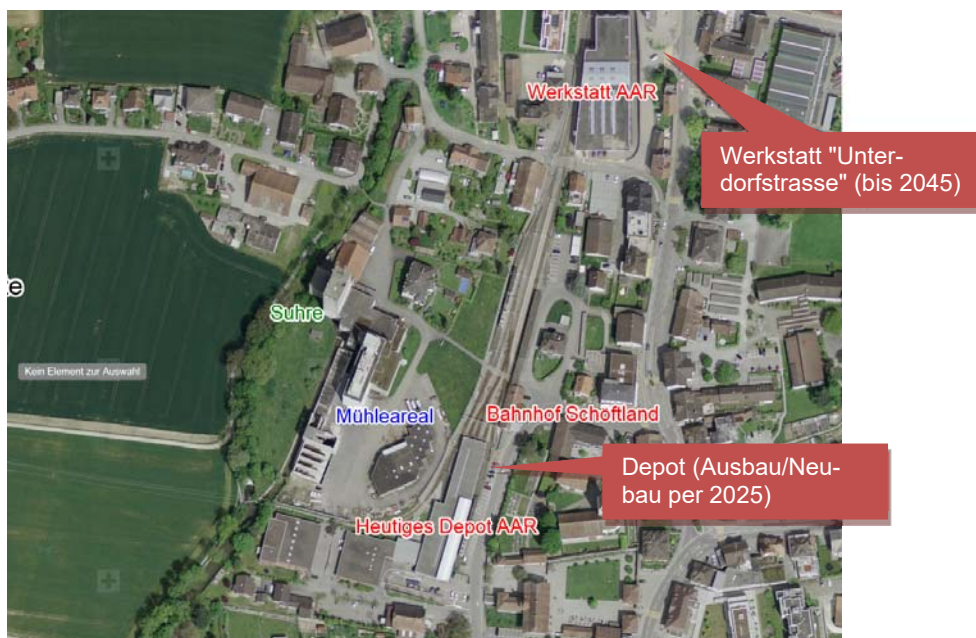 Werkstatt AAR
Werkstatt "Unter-
dorfstrasse" (bis 2045)
te
Suhre
Kein Element zur Auswahl
Mühleareal
Bahnhof Schöftland
Depot (Ausbau/Neu-
bau per 2025)
Heutiges Depot AAR